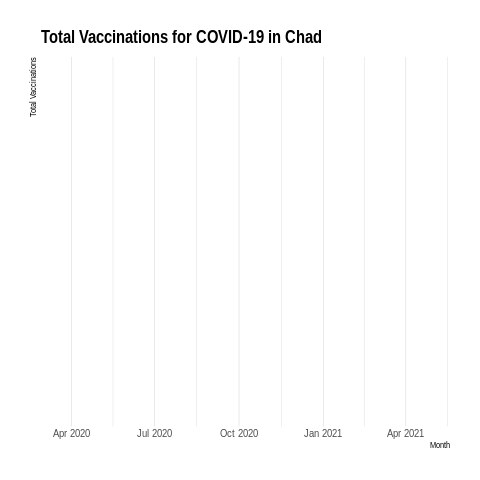 Total Vaccinations for COVID-19 in Chad
Total Vaccinations
Apr 2020 Jul 2020 Oct 2020 Jan 2021 Apr 2021
Month